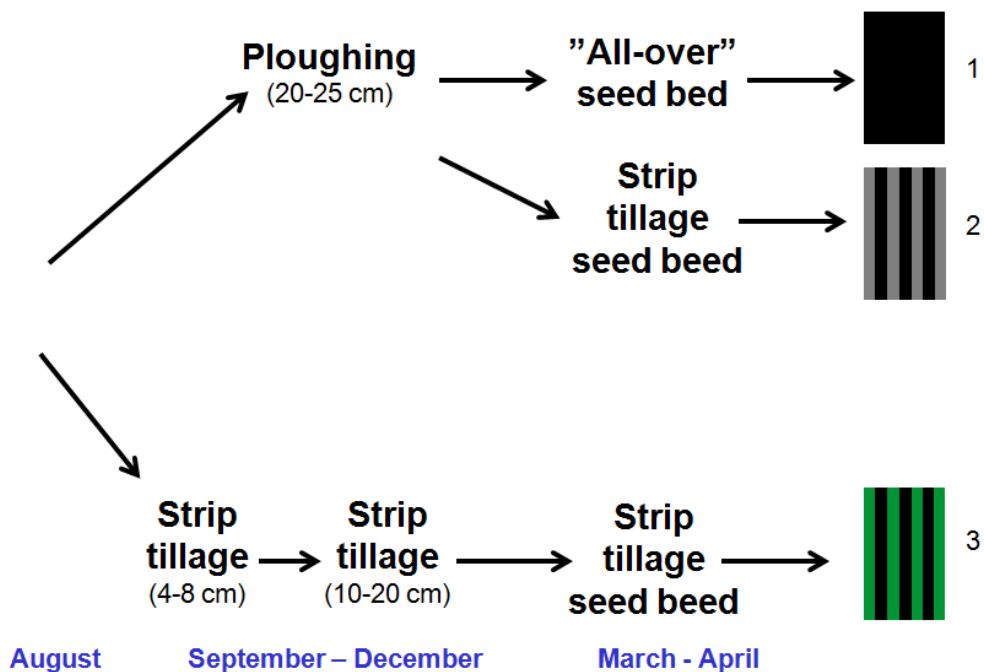 Ploughing
(20-25 cm)
”All-over”
seed bed
1
Strip
tillage
seed beed
2
Strip
tillage
(4-8 cm)
Strip
tillage
(10-20 cm)
Strip
tillage
seed beed
3
August
September – December
March - April